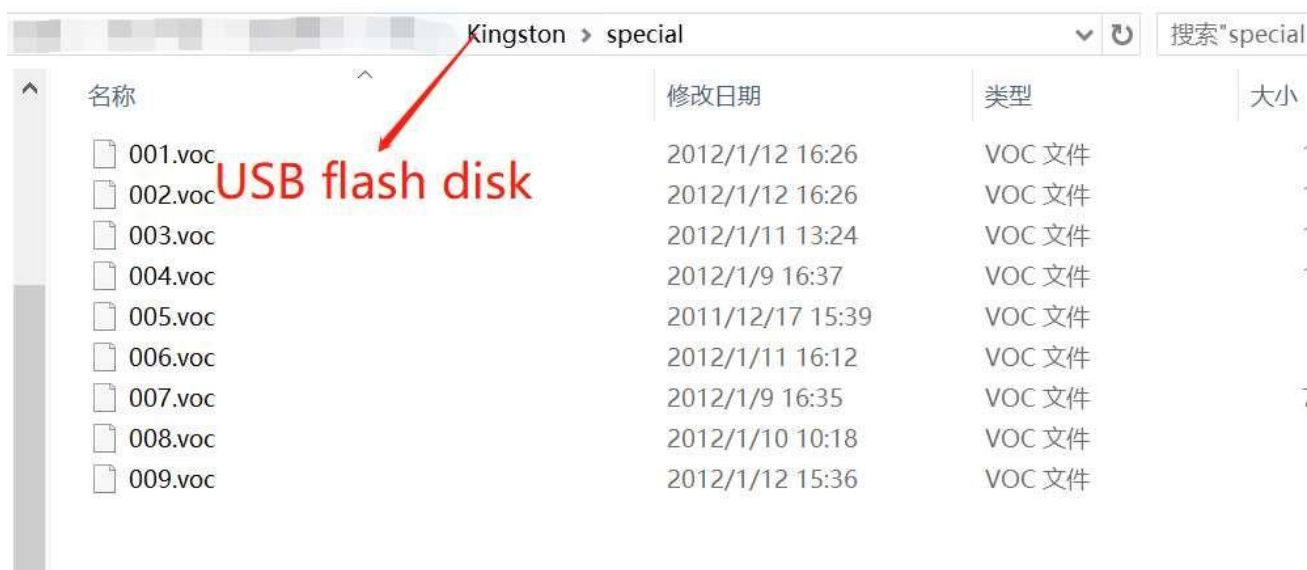 Kingston > special 搜索"special
名称 修改日期 类型 大小
001.voc 2012/1/12 16:26 VOC 文件
USB flash disk
002.voc 2012/1/12 16:26 VOC 文件
003.voc 2012/1/11 13:24 VOC 文件
004.voc 2012/1/9 16:37 VOC 文件
005.voc 2011/12/17 15:39 VOC 文件
006.voc 2012/1/11 16:12 VOC 文件
007.voc 2012/1/9 16:35 VOC 文件
008.voc 2012/1/10 10:18 VOC 文件
009.voc 2012/1/12 15:36 VOC 文件